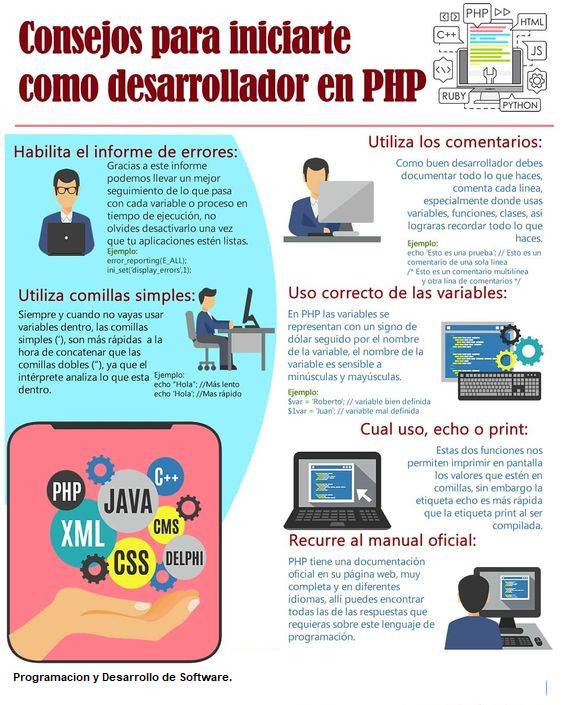 Consejos para iniciarte
como desarrollador en PHP
PHP
HTML
C++
JS
RUBY
PYTHON
Habilita el informe de errores:
Gracias a este informe
podemos llevar un mejor
seguimiento de lo que pasa
con cada variable o proceso en
tiempo de ejecución, no
olvides desactivarlo una vez
que tu aplicaciones estén listas.
Ejemplo:
error_reporting(E_ALL);
ini_set('display_errors',1);
Utiliza los comentarios:
Como buen desarrollador debes
documentar todo lo que haces,
comenta cada linea,
especialmente donde usas
variables, funciones, clases, así
lograras recordar todo lo que
haces.
Ejemplo:
echo 'Esto es una prueba'; // Esto es un
comentario de una sola linea
/* Esto es un comentario multilinea
y otra lina de comentarios */
Utiliza comillas simples:
Siempre y cuando no vayas usar
variables dentro, las comillas
simples ('), son más rápidas a la
hora de concatenar que las
comillas dobles ("), ya que el
intérprete analiza lo que esta
dentro.
Ejemplo:
echo "Hola"; //Más lento
echo 'Hola'; //Mas rápido
Uso correcto de las variables:
En PHP las variables se
representan con un signo de
dólar seguido por el nombre
de la variable, el nombre de la
variable es sensible a
minúsculas y mayúsculas.
Ejemplo:
$var = 'Roberto'; // variable bien definida
$1var = 'Juan'; // variable mal definida
Cual uso, echo o print:
Estas dos funciones nos
permiten imprimir en pantalla
los valores que estén en
comillas, sin embargo la
etiqueta echo es más rápida
que la etiqueta print al ser
compilada.
Recurre al manual oficial:
PHP tiene una documentación
oficial en su página web, muy
completa y en diferentes
idiomas, allí puedes encontrar
todas las de las respuestas que
requieras sobre este lenguaje de
programación.
PHP
JAVA
C++
XML
CMS
CSS
DELPHI
Programacion y Desarrollo de Software.